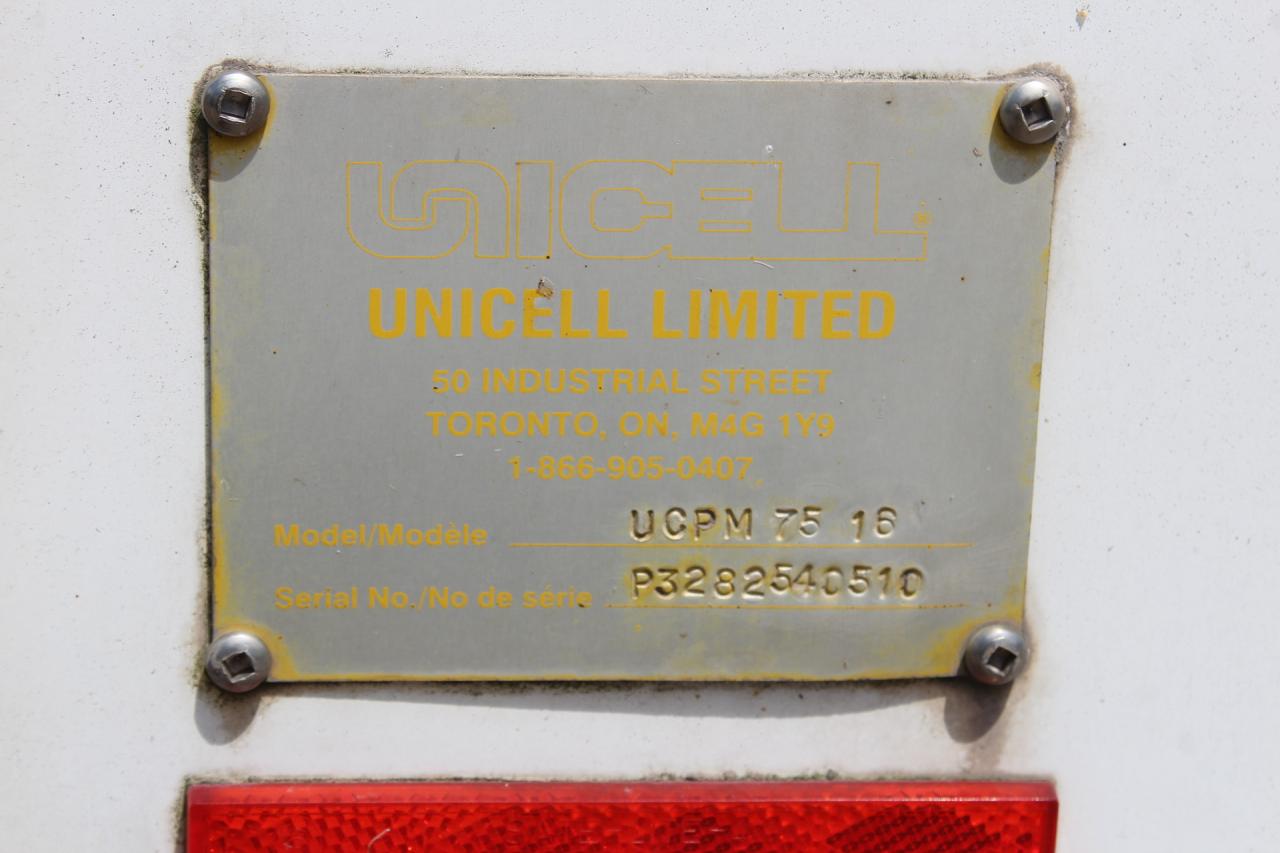 UNICELL®
UNICELL LIMITED
50 INDUSTRIAL STREET
TORONTO, ON, M4G 1Y9
1-866-905-0407
Model/Modèle UCPM 75 16
Serial No./No de série P3282540510